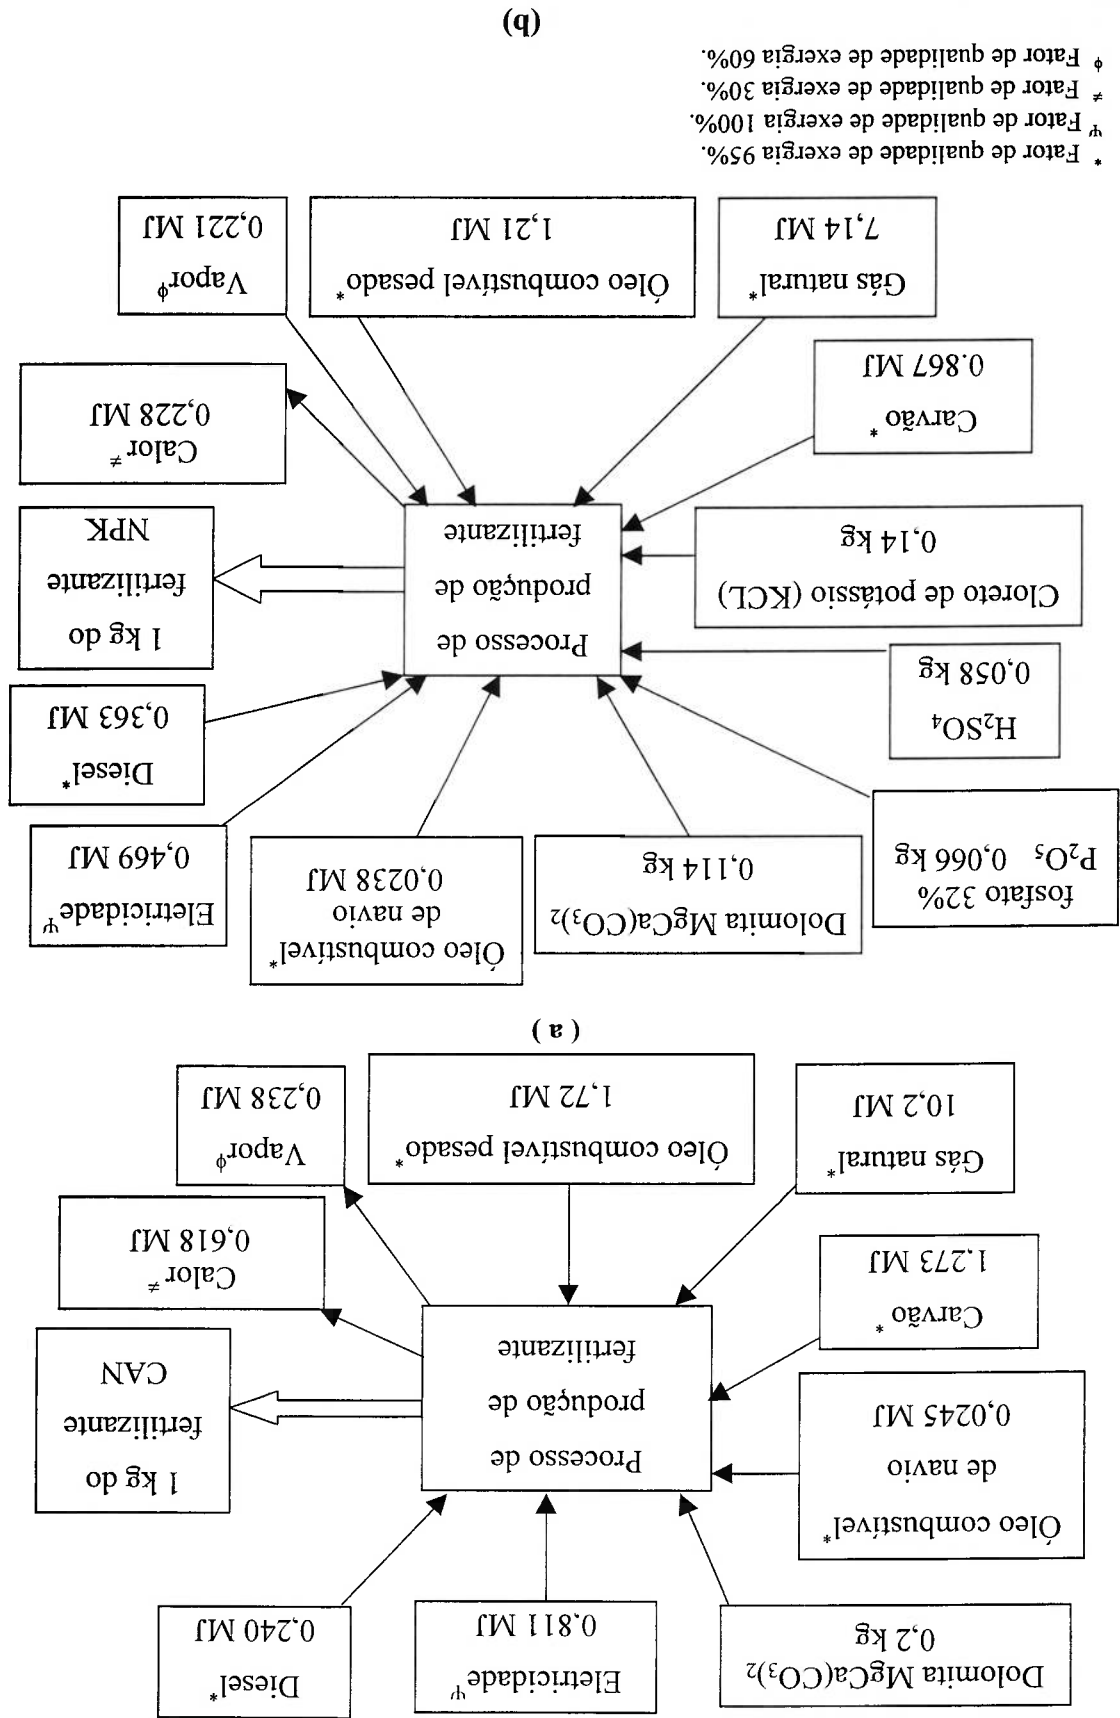 Dolomita MgCa(CO₃)₂
0,2 kg
Eletricidadeᴪ
0.811 MJ
Diesel*
0,240 MJ
Óleo combustível*
de navio
0,0245 MJ
Processo de
produção de
fertilizante
1 kg do
fertilizante
CAN
Carvão *
1.273 MJ
Calor ≠
0,618 MJ
Gás natural*
10,2 MJ
Óleo combustível pesado*
1,72 MJ
Vaporᶲ
0,238 MJ
( a )
fosfato 32%
P₂O₅ 0,066 kg
Dolomita MgCa(CO₃)₂
0,114 kg
Óleo combustível*
de navio
0,0238 MJ
Eletricidadeᴪ
0,469 MJ
Diesel*
0,363 MJ
H₂SO₄
0,058 kg
Cloreto de potássio (KCL)
0,14 kg
Processo de
produção de
fertilizante
1 kg do
fertilizante
NPK
Carvão *
0.867 MJ
Calor ≠
0,228 MJ
Gás natural*
7,14 MJ
Óleo combustível pesado*
1,21 MJ
Vaporᶲ
0,221 MJ
* Fator de qualidade de exergia 95%.
ᴪ Fator de qualidade de exergia 100%.
≠ Fator de qualidade de exergia 30%.
ᶲ Fator de qualidade de exergia 60%.
(b)